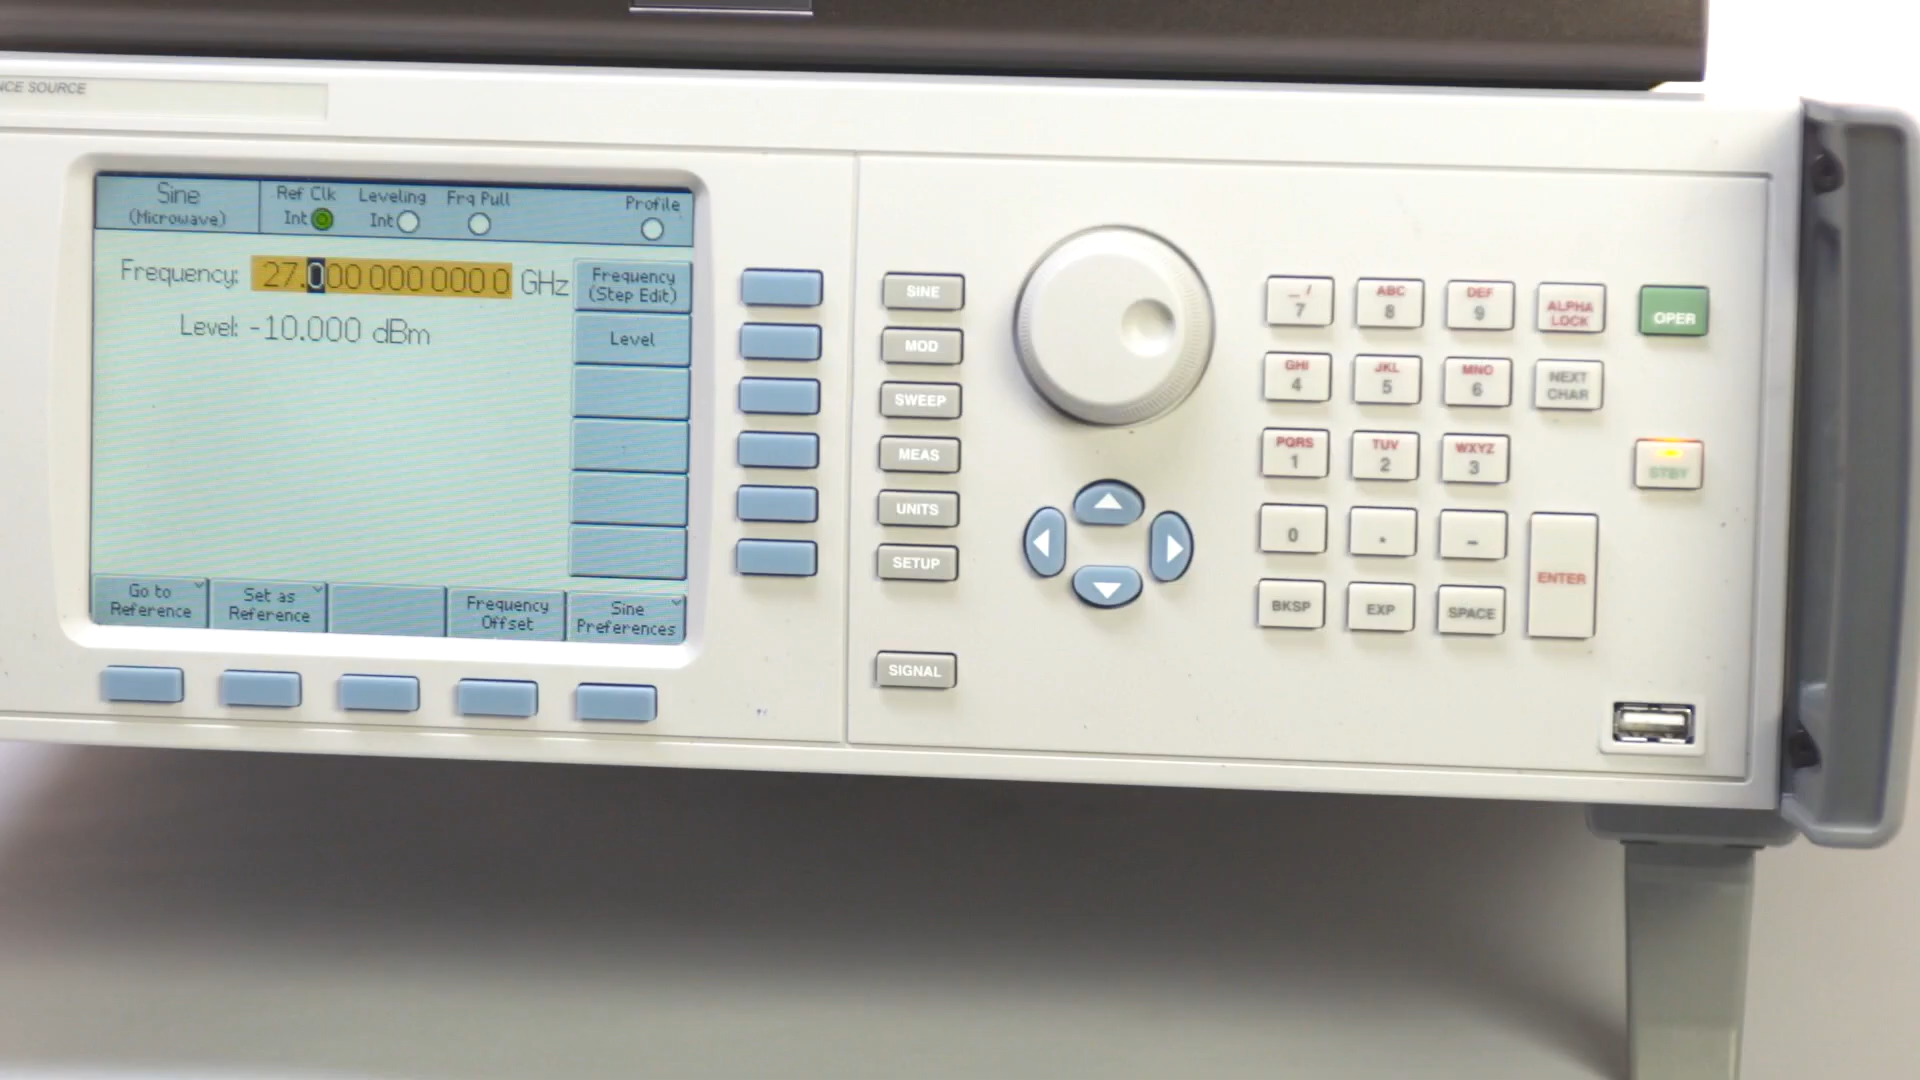 SOURCE
Sine
(Microwave)
Ref Clk
Int
Leveling
Int
Frq Pull
Profile
Frequency: 27.000 000 000 0 GHz
Level: -10.000 dBm
Frequency
(Step Edit)
Level
Go to
Reference
Set as
Reference
Frequency
Offset
Sine
Preferences
SINE
MOD
SWEEP
MEAS
UNITS
SETUP
SIGNAL
_ /
7
ABC
8
DEF
9
ALPHA
LOCK
OPER
GHI
4
JKL
5
MNO
6
NEXT
CHAR
PQRS
1
TUV
2
WXYZ
3
STBY
0
.
-
ENTER
BKSP
EXP
SPACE